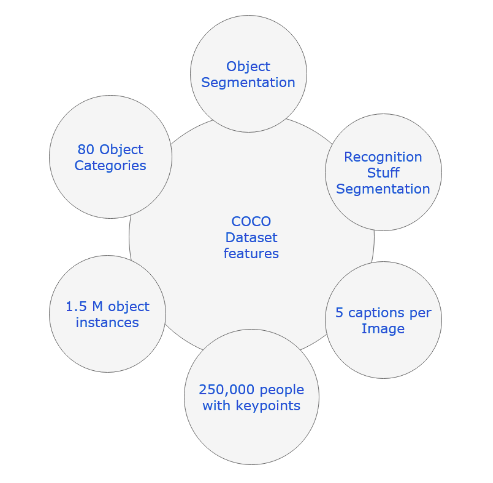 Object
Segmentation
80 Object
Categories
Recognition
Stuff
Segmentation
COCO
Dataset
features
1.5 M object
instances
5 captions per
Image
250,000 people
with keypoints